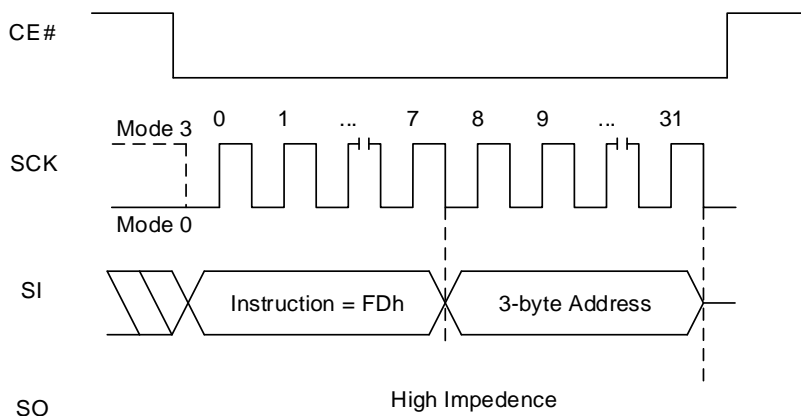 CE#
0 1 ... 7 8 9 ... 31
Mode 3
SCK
Mode 0
SI
Instruction = FDh
3-byte Address
High Impedence
SO